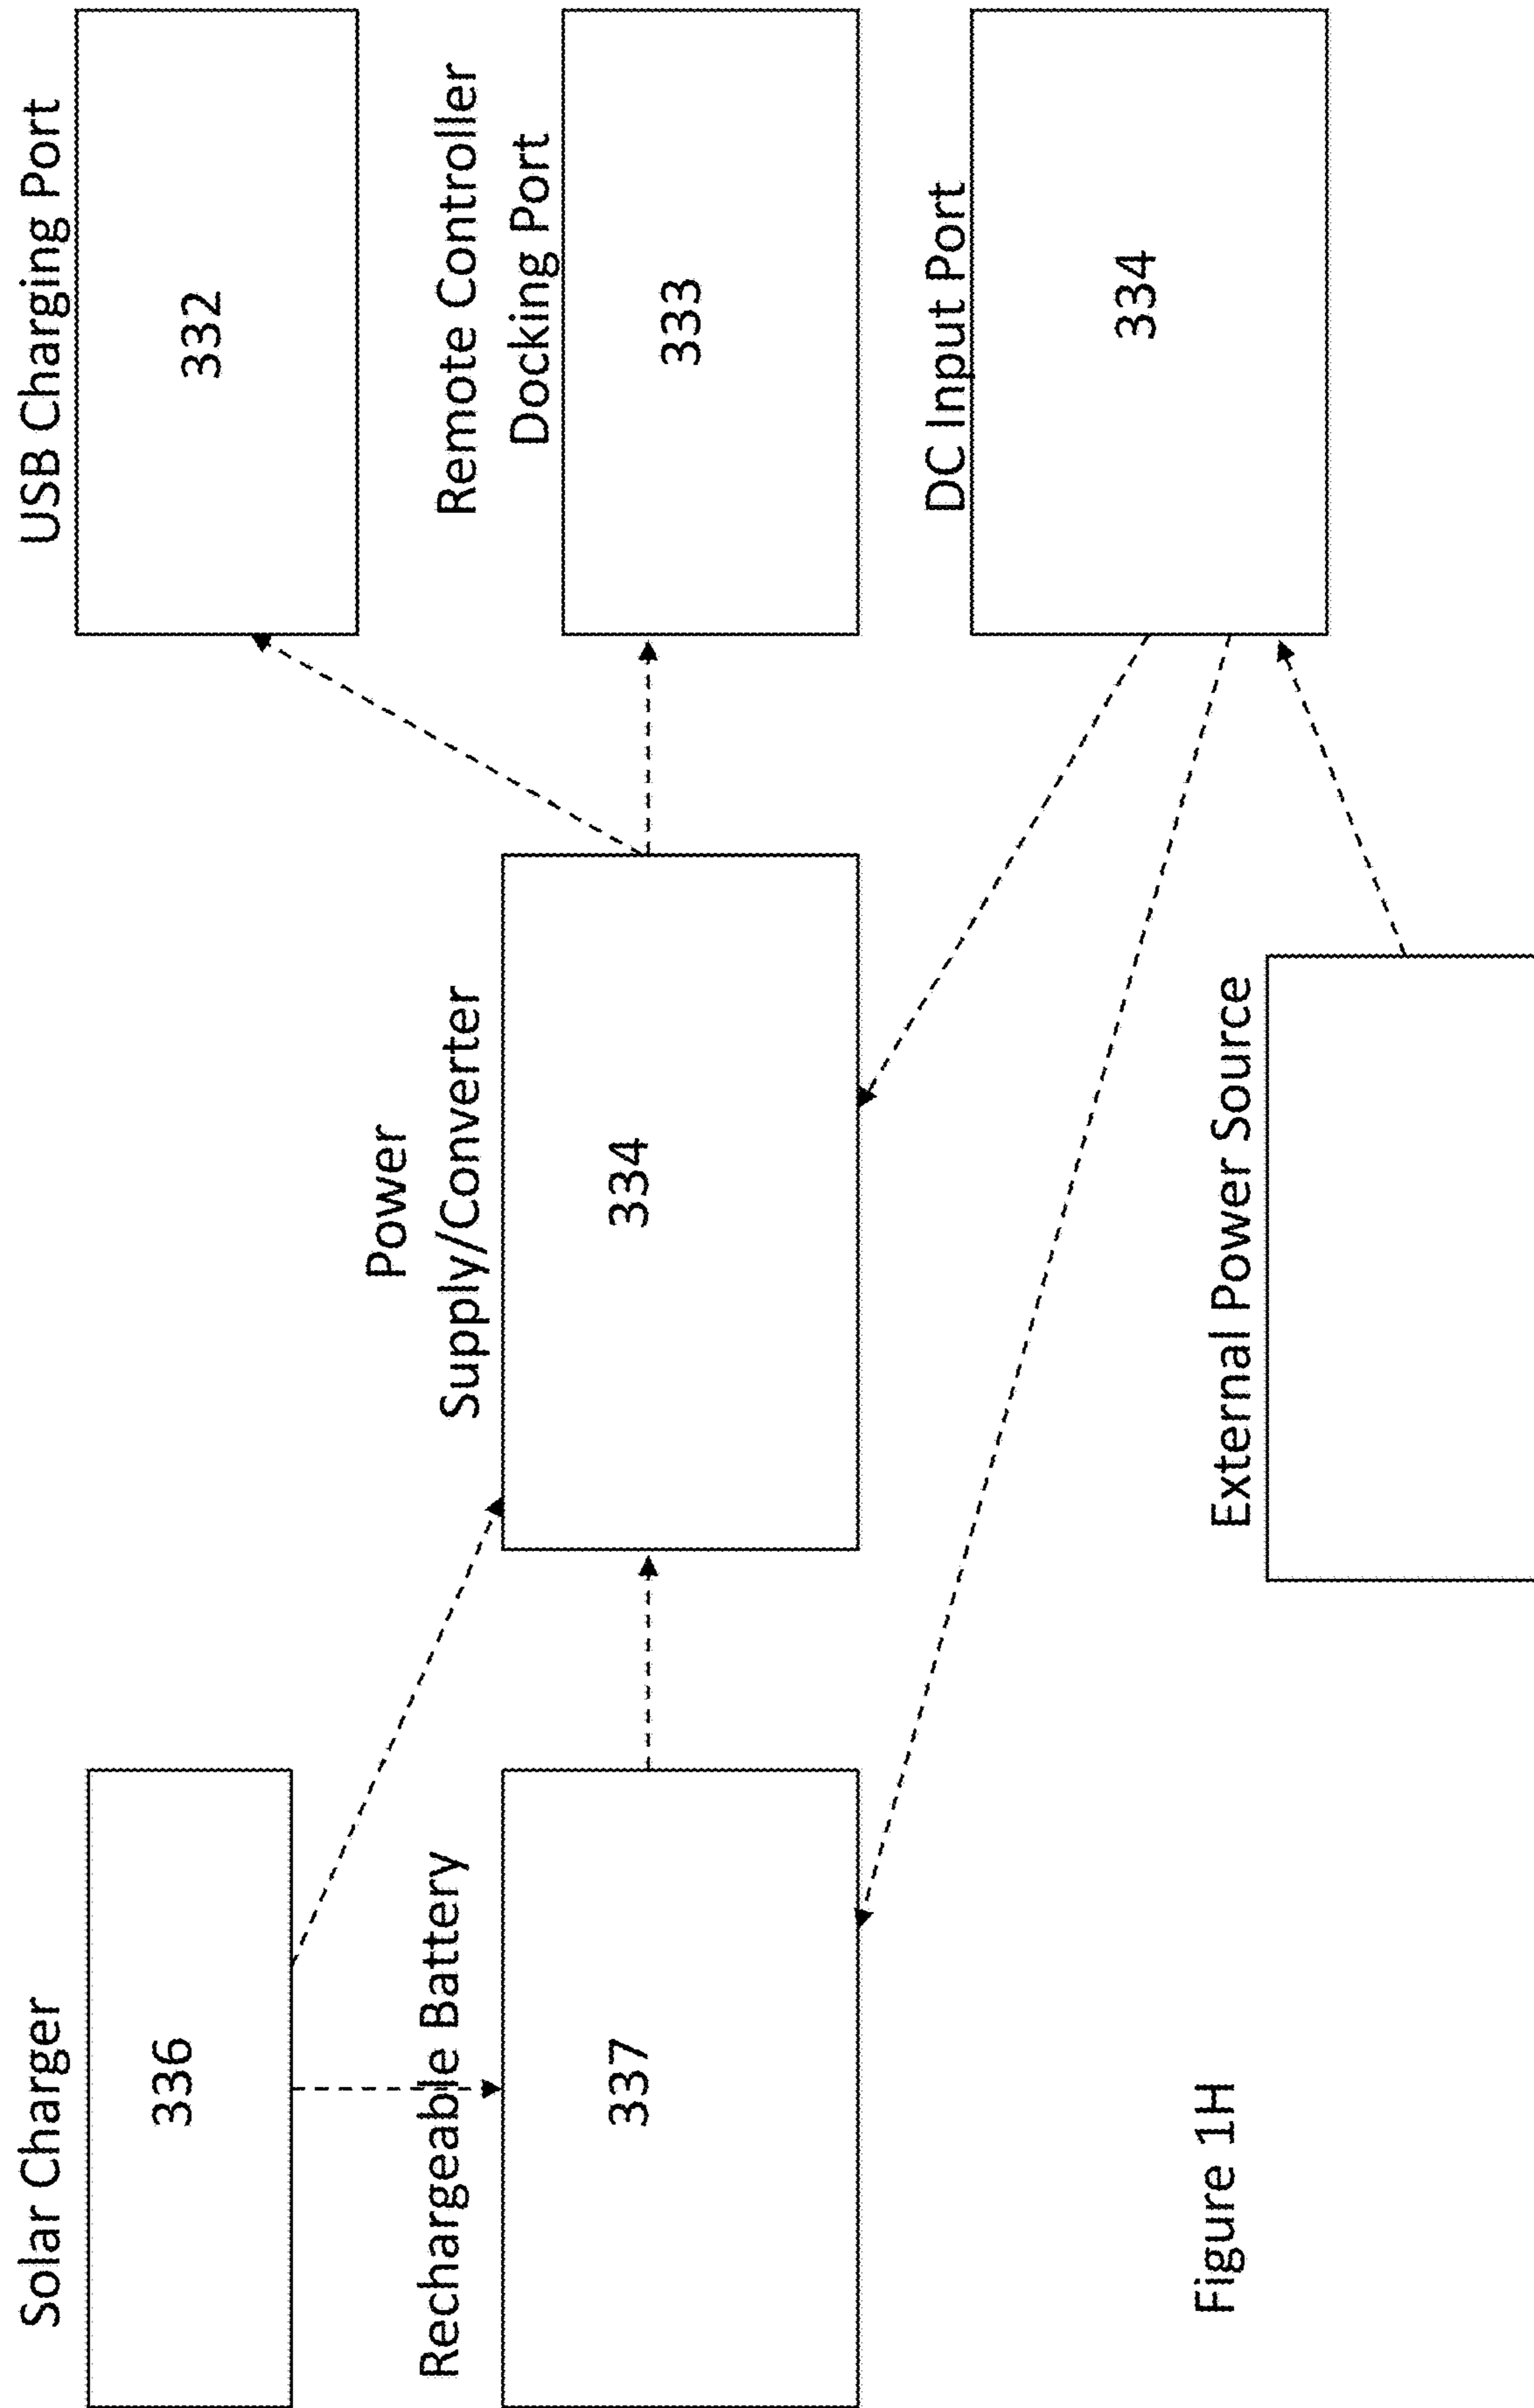 Solar Charger
336
Rechargeable Battery
337
Power
Supply/Converter
334
USB Charging Port
332
Remote Controller
Docking Port
333
DC Input Port
334
External Power Source
Figure 1H